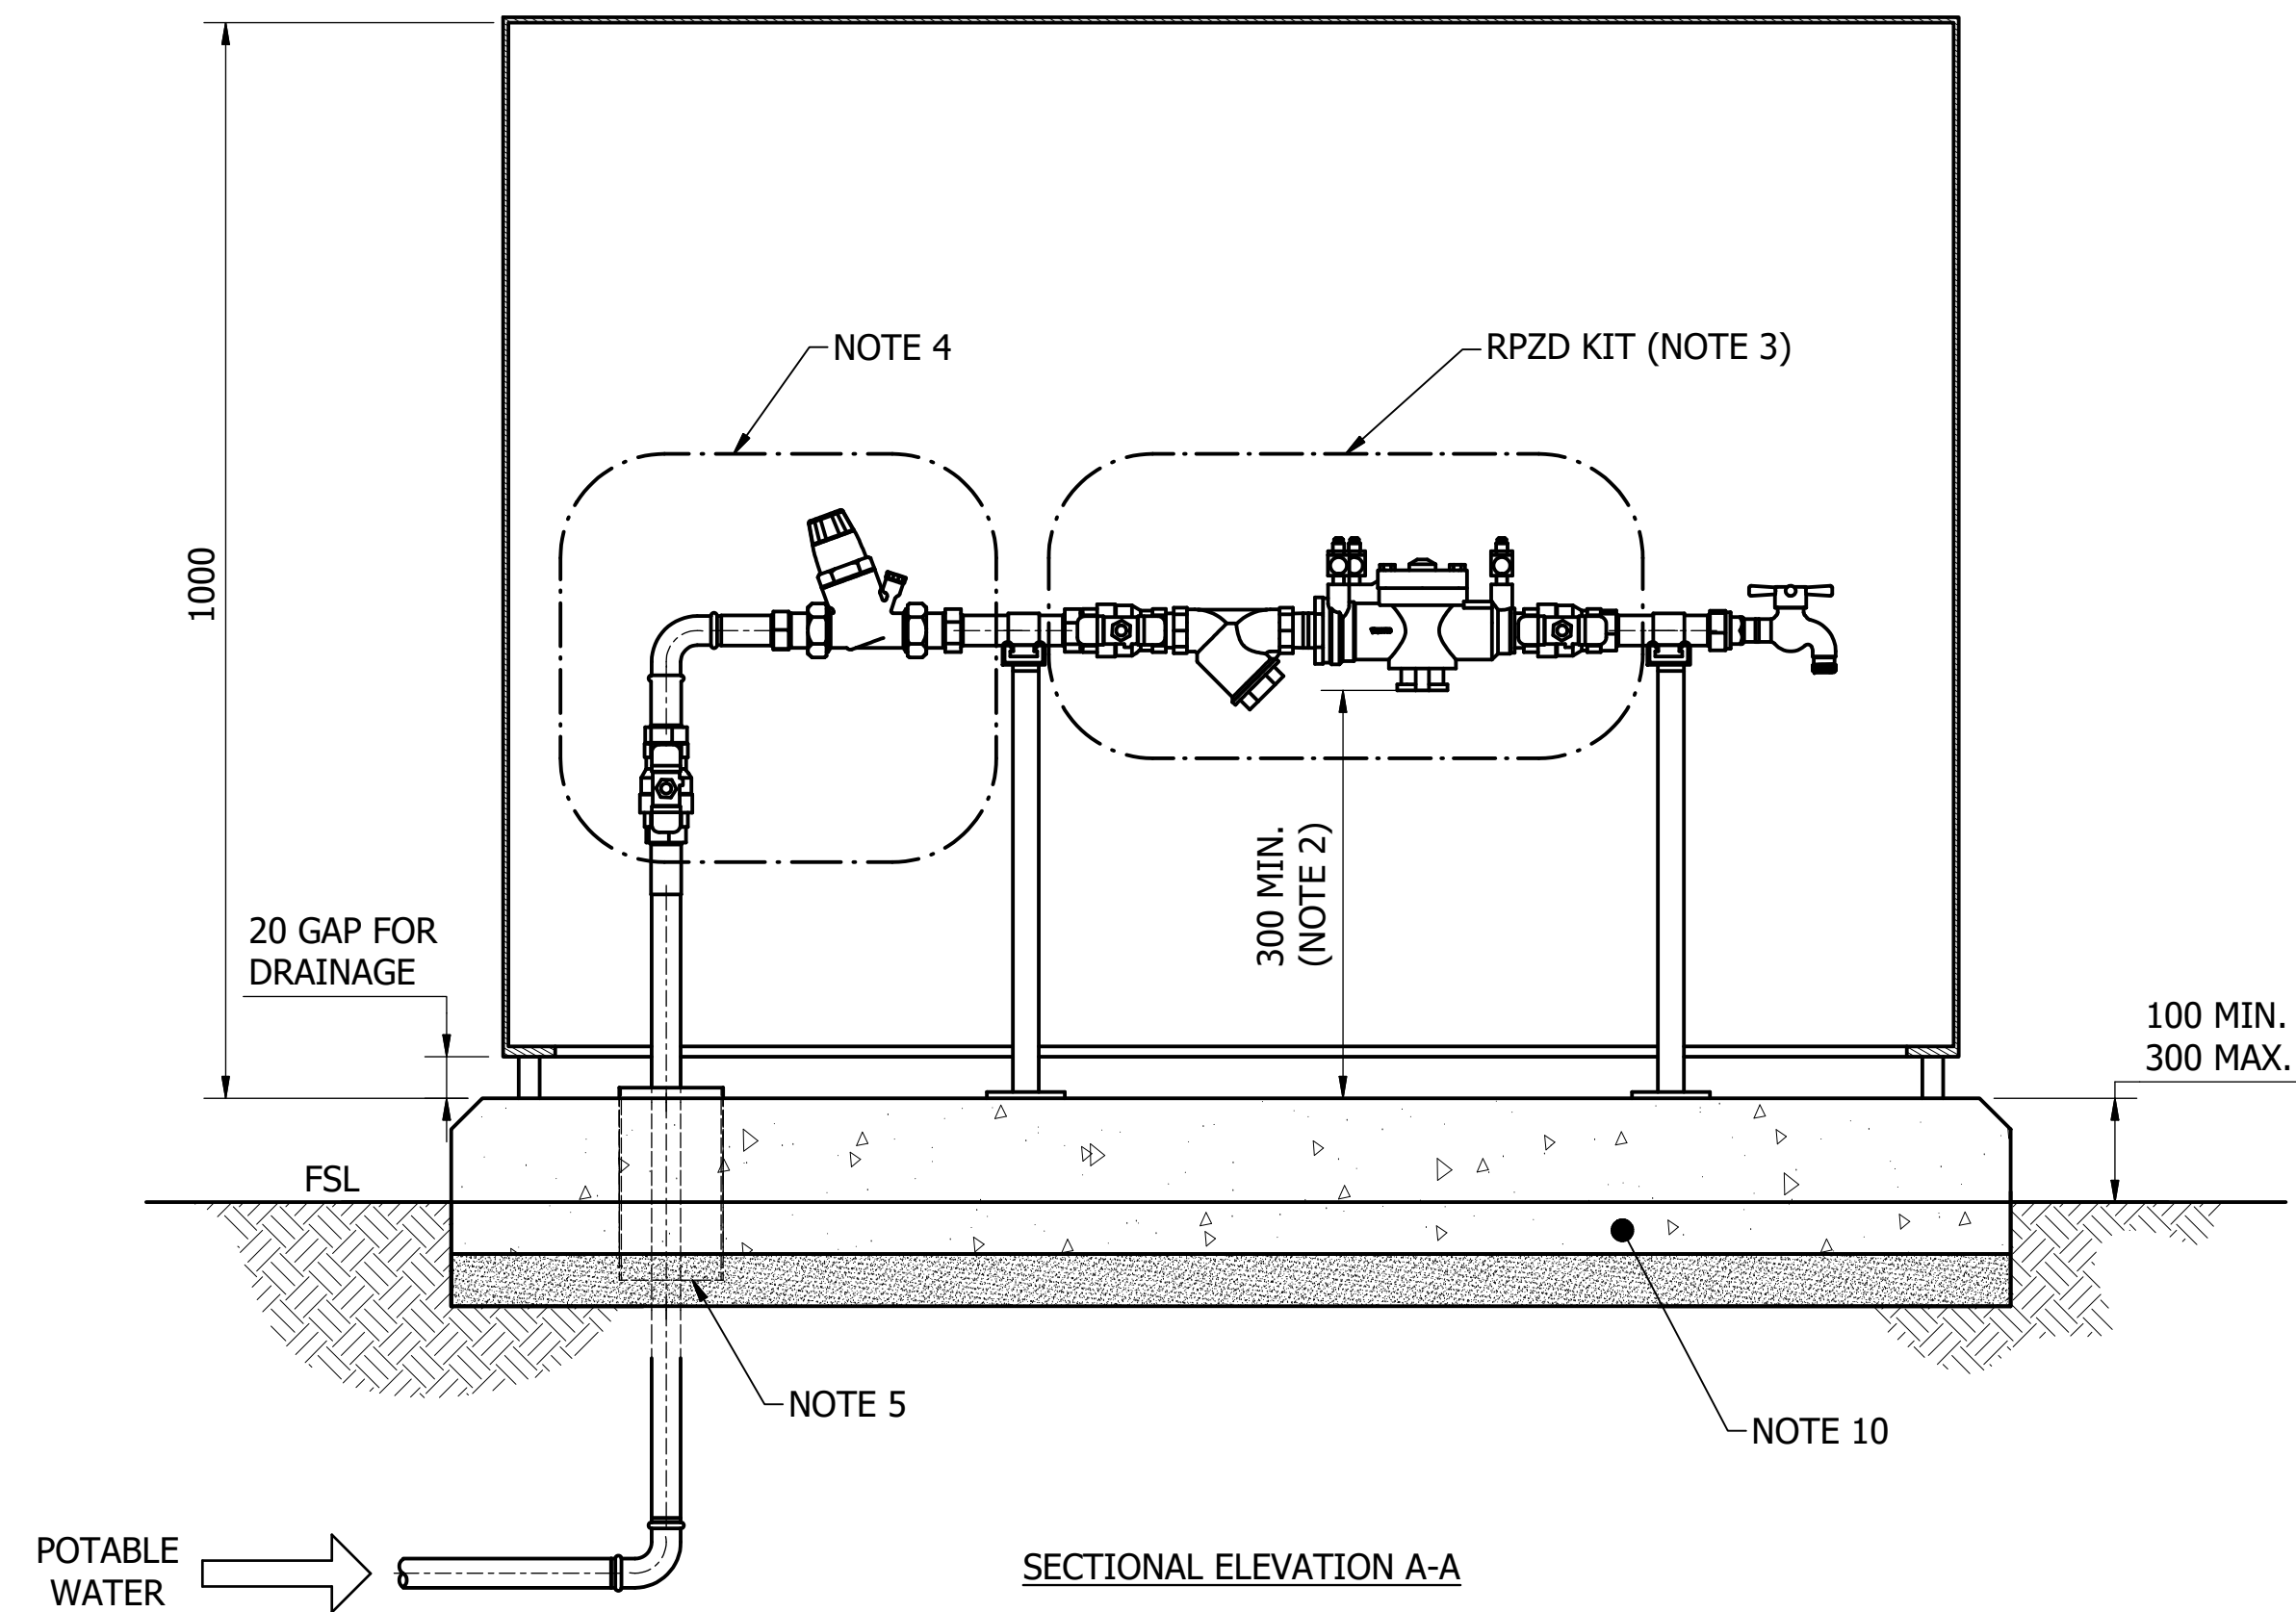 NOTE 4
RPZD KIT (NOTE 3)
1000
300 MIN.
(NOTE 2)
20 GAP FOR
DRAINAGE
100 MIN.
300 MAX.
FSL
NOTE 5
NOTE 10
POTABLE
WATER
SECTIONAL ELEVATION A-A